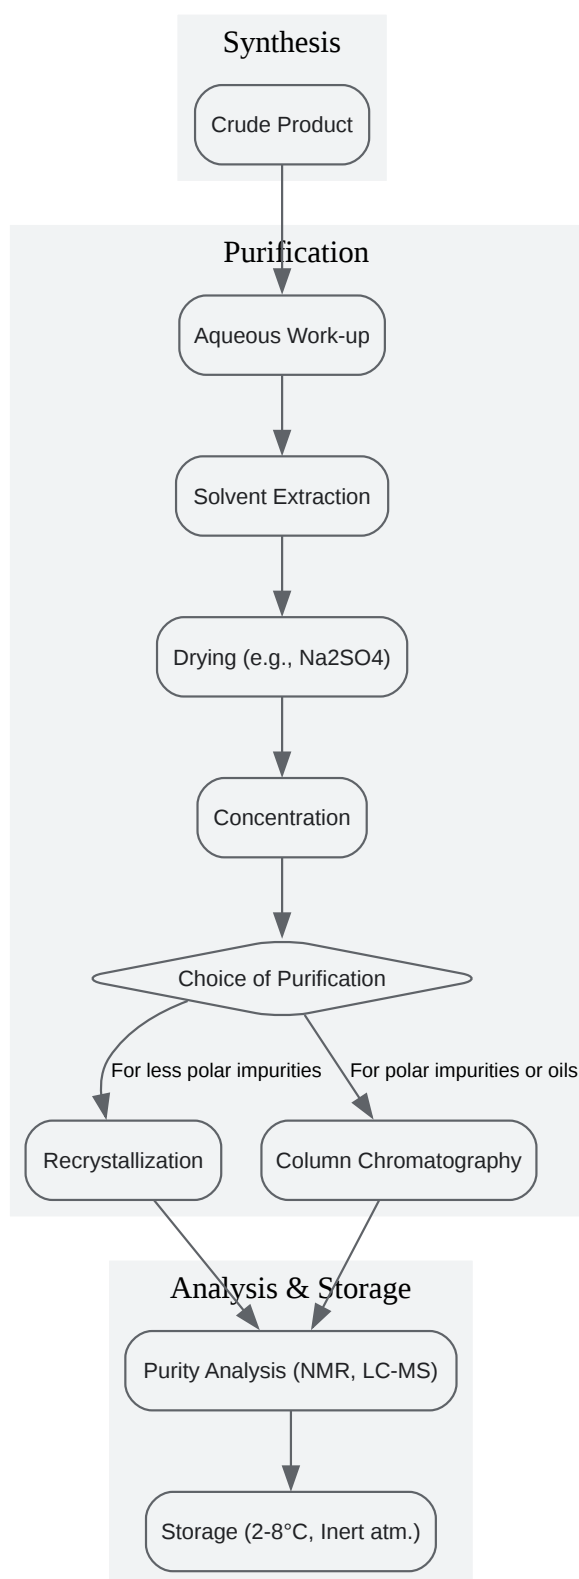 Synthesis
Crude Product
Purification
Aqueous Work-up
Solvent Extraction
Drying (e.g., Na2SO4)
Concentration
Choice of Purification
For less polar impurities
For polar impurities or oils
Recrystallization
Column Chromatography
Analysis & Storage
Purity Analysis (NMR, LC-MS)
Storage (2-8°C, Inert atm.)